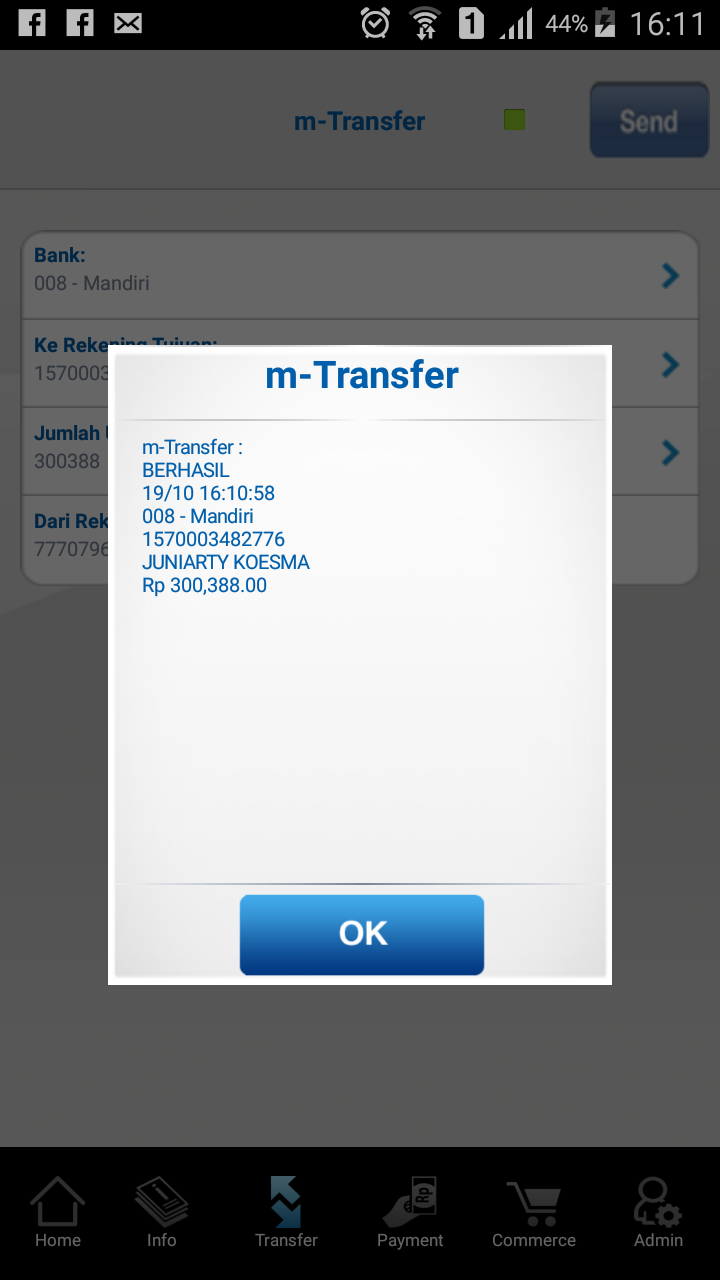 44% 16:11
m-Transfer
Send
Bank:
008 - Mandiri
Ke Rekening Tujuan:
1570003
Jumlah
300388
Dari Rek
7770796
m-Transfer
m-Transfer :
BERHASIL
19/10 16:10:58
008 - Mandiri
1570003482776
JUNIARTY KOESMA
Rp 300,388.00
OK
Home
Info
Transfer
Rp
Payment
Commerce
Admin